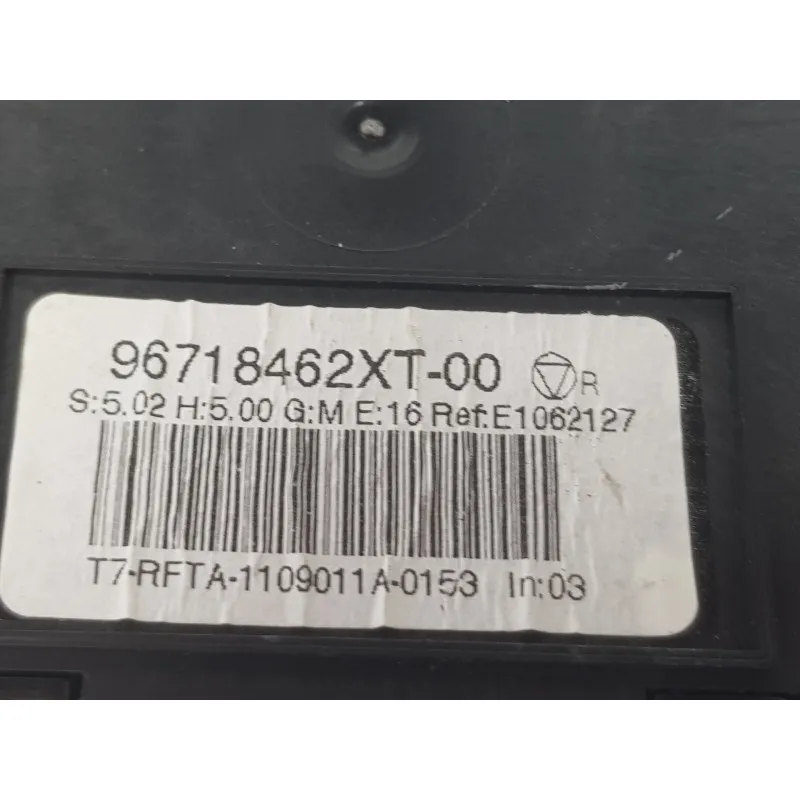 96718462XT-00 R
S:5.02 H:5.00 G:M E:16 Ref:E1062127
T7-RFTA-1109011A-0153 In:03